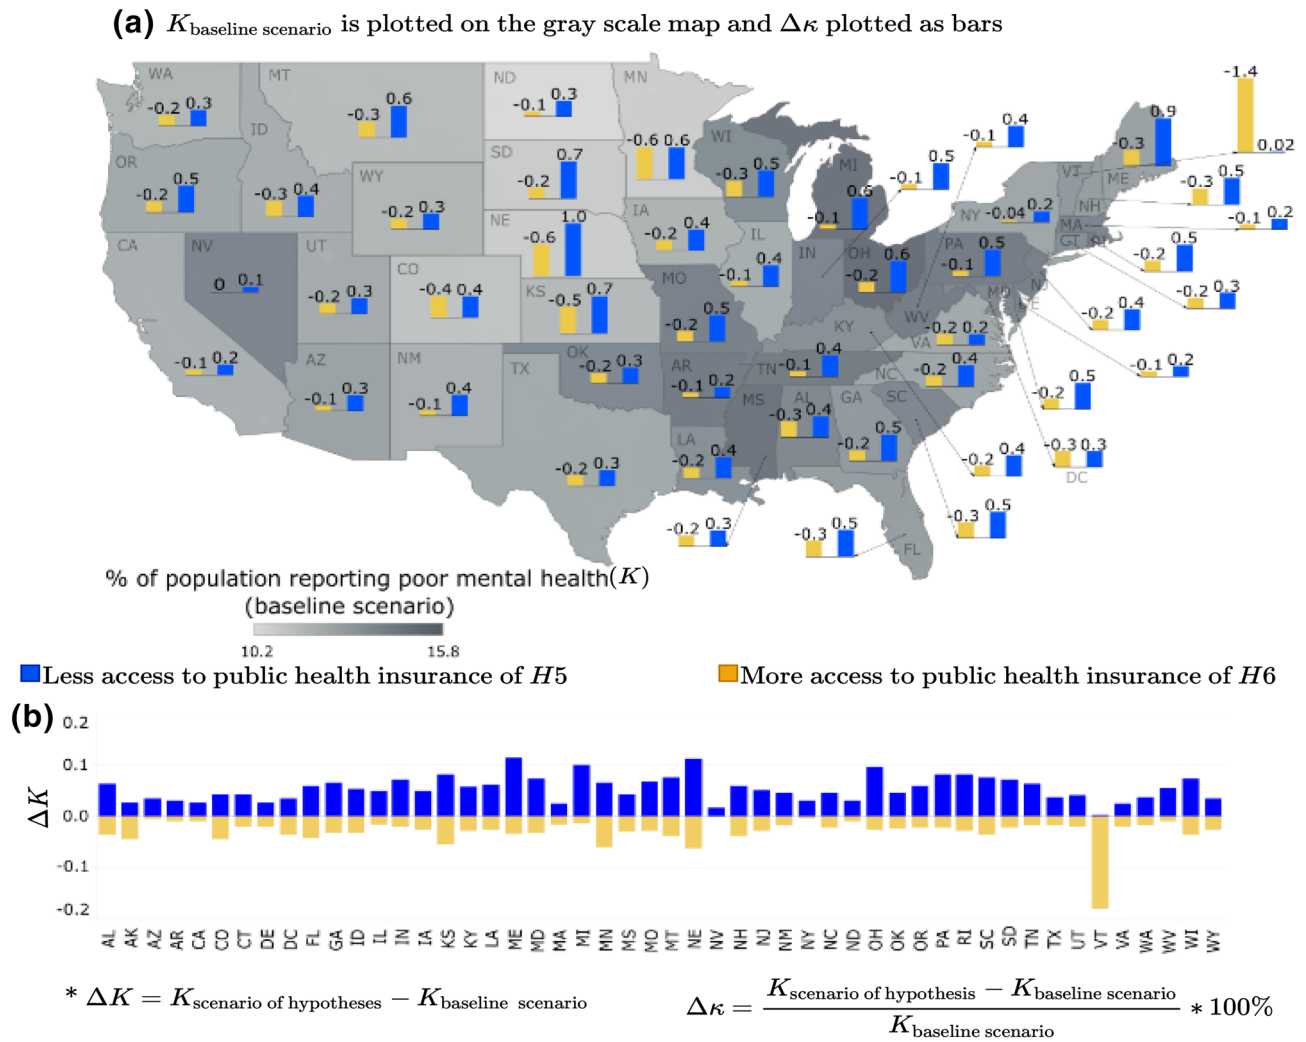 (a) K_baseline scenario is plotted on the gray scale map and Δκ plotted as bars
WA -0.2 0.3
MT -0.3 0.6
ND -0.1 0.3
MN -0.6 0.6
ID -0.3 0.4
OR -0.2 0.5
WY -0.2 0.3
SD -0.2 0.7
WI -0.3 0.5
MI -0.1
-0.1 0.5
-0.1 0.4
-0.3 0.9
-1.4 0.02
VT ME
NH -0.3 0.5
MA -0.1 0.2
NY -0.04 0.2
NE -0.6 1.0
IA -0.2 0.4
IL -0.1 0.4
IN
OH -0.2 0.6
PA -0.1 0.5
CT
-0.2 0.5
-0.2 0.3
CA -0.1 0.2
NV 0 0.1
UT -0.2 0.3
CO -0.4 0.4
KS -0.5 0.7
MO -0.2 0.5
KY
WV
VA -0.2 0.2
MD
NJ
-0.2 0.4
-0.1 0.2
AZ -0.1 0.3
NM -0.1 0.4
TX -0.2 0.3
OK -0.2 0.3
AR -0.1 0.2
TN -0.1 0.4
NC -0.2 0.4
-0.2 0.5
MS
AL -0.3 0.4
GA -0.2 0.5
SC
LA -0.2 0.4
-0.2 0.4
-0.3 0.3
DC
-0.2 0.3
-0.3 0.5
-0.3 0.5
FL
% of population reporting poor mental health(K)
(baseline scenario)
10.2 15.8
Less access to public health insurance of H5 More access to public health insurance of H6
(b)
ΔK
0.2
0.1
0.0
-0.1
-0.2
AL AK AZ AR CA CO CT DE DC FL GA ID IL IN IA KS KY LA ME MD MA MI MN MS MO MT NE NV NH NJ NM NY NC ND OH OK OR PA RI SC SD TN TX UT VT VA WA WV WI WY
* ΔK = K_scenario of hypotheses − K_baseline scenario
Δκ = (K_scenario of hypothesis − K_baseline scenario) / K_baseline scenario * 100%